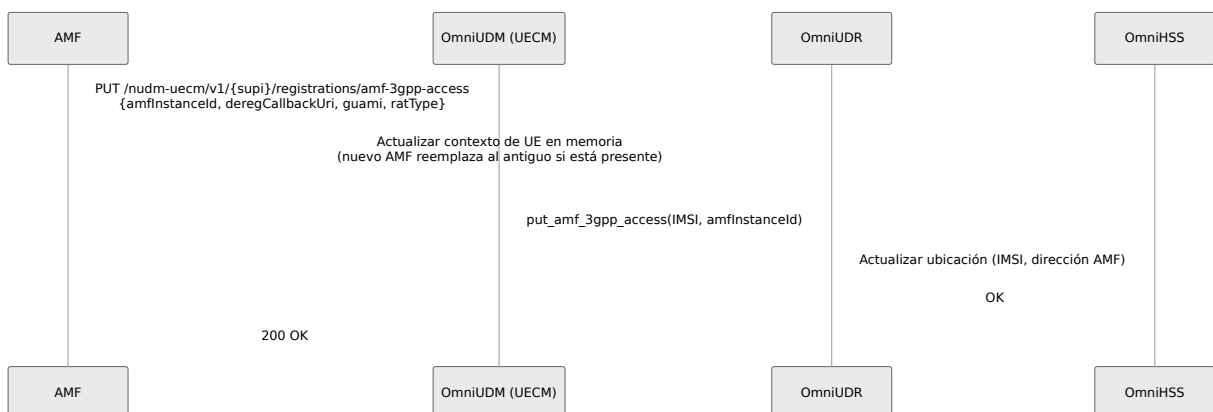 AMF
OmniUDM (UECM)
OmniUDR
OmniHSS
PUT /nudm-uecm/v1/{supi}/registrations/amf-3gpp-access
{amfInstanceId, deregCallbackUri, guami, ratType}
Actualizar contexto de UE en memoria
(nuevo AMF reemplaza al antiguo si está presente)
put_amf_3gpp_access(IMSI, amfInstanceId)
Actualizar ubicación (IMSI, dirección AMF)
OK
200 OK
AMF
OmniUDM (UECM)
OmniUDR
OmniHSS